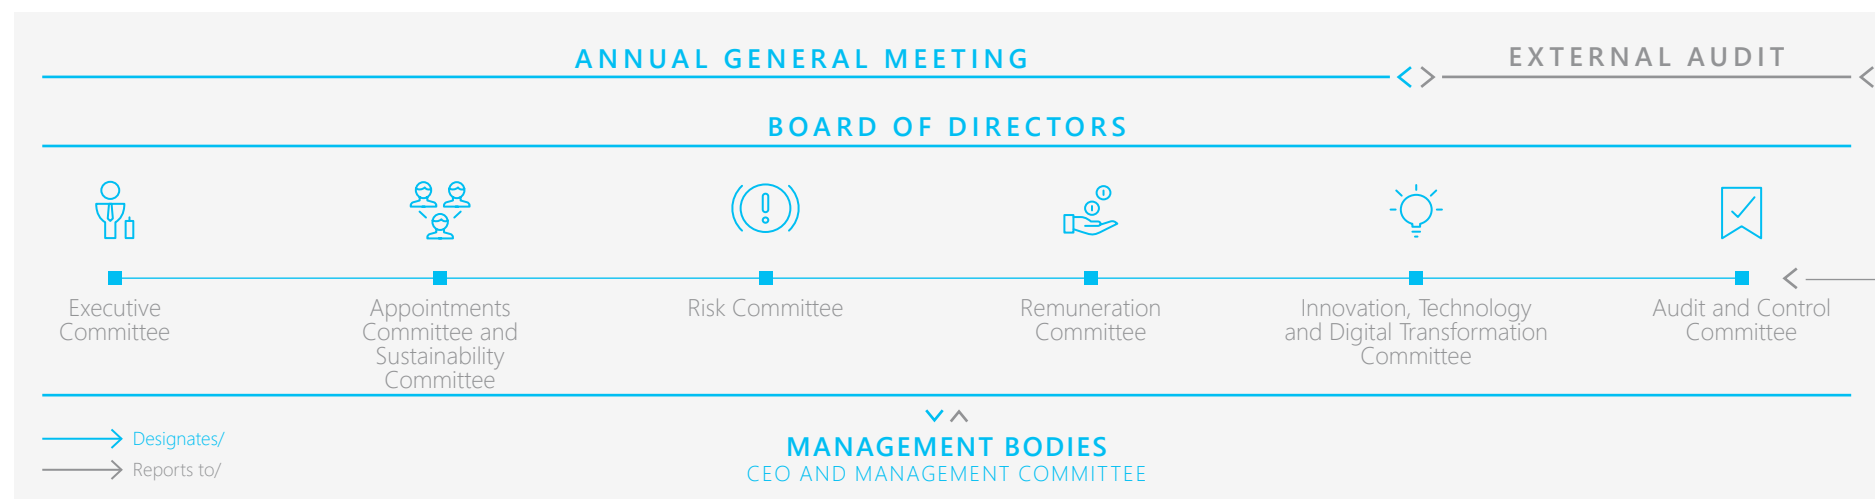 ANNUAL GENERAL MEETING
EXTERNAL AUDIT
BOARD OF DIRECTORS
Executive
Committee
Appointments
Committee and
Sustainability
Committee
Risk Committee
Remuneration
Committee
Innovation, Technology
and Digital Transformation
Committee
Audit and Control
Committee
Designates/
Reports to/
MANAGEMENT BODIES
CEO AND MANAGEMENT COMMITTEE